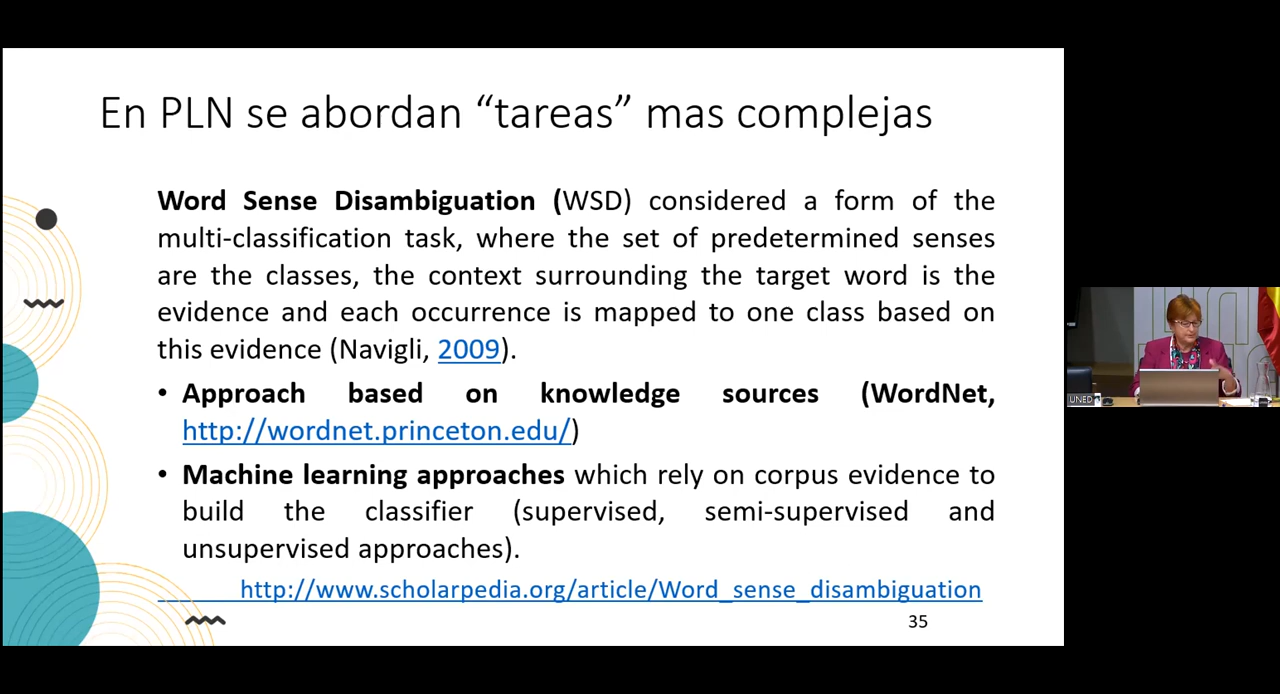 En PLN se abordan “tareas” mas complejas
Word Sense Disambiguation (WSD) considered a form of the
multi-classification task, where the set of predetermined senses
are the classes, the context surrounding the target word is the
evidence and each occurrence is mapped to one class based on
this evidence (Navigli, 2009).
• Approach based on knowledge sources (WordNet,
http://wordnet.princeton.edu/)
• Machine learning approaches which rely on corpus evidence to
build the classifier (supervised, semi-supervised and
unsupervised approaches).
http://www.scholarpedia.org/article/Word_sense_disambiguation
35
UNED